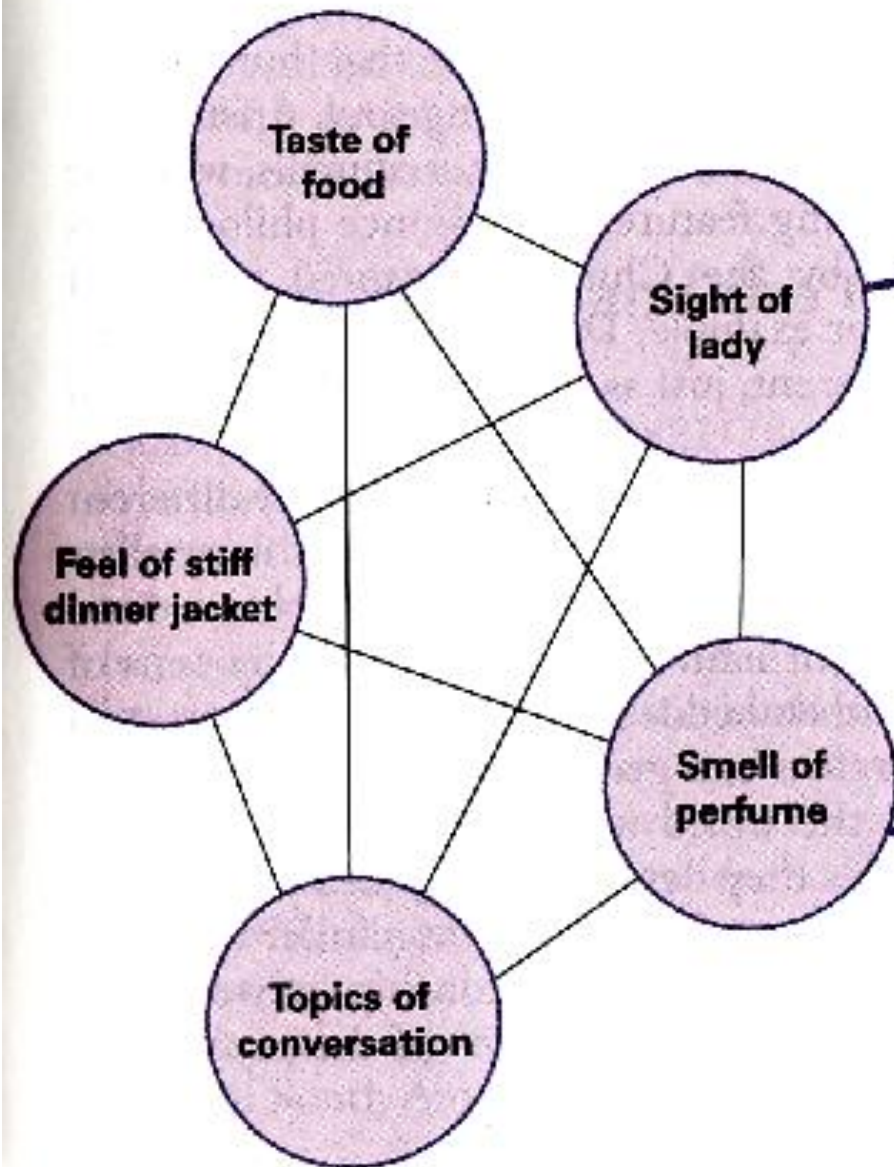 Taste of
food
Sight of
lady
Feel of stiff
dinner jacket
Smell of
perfume
Topics of
conversation